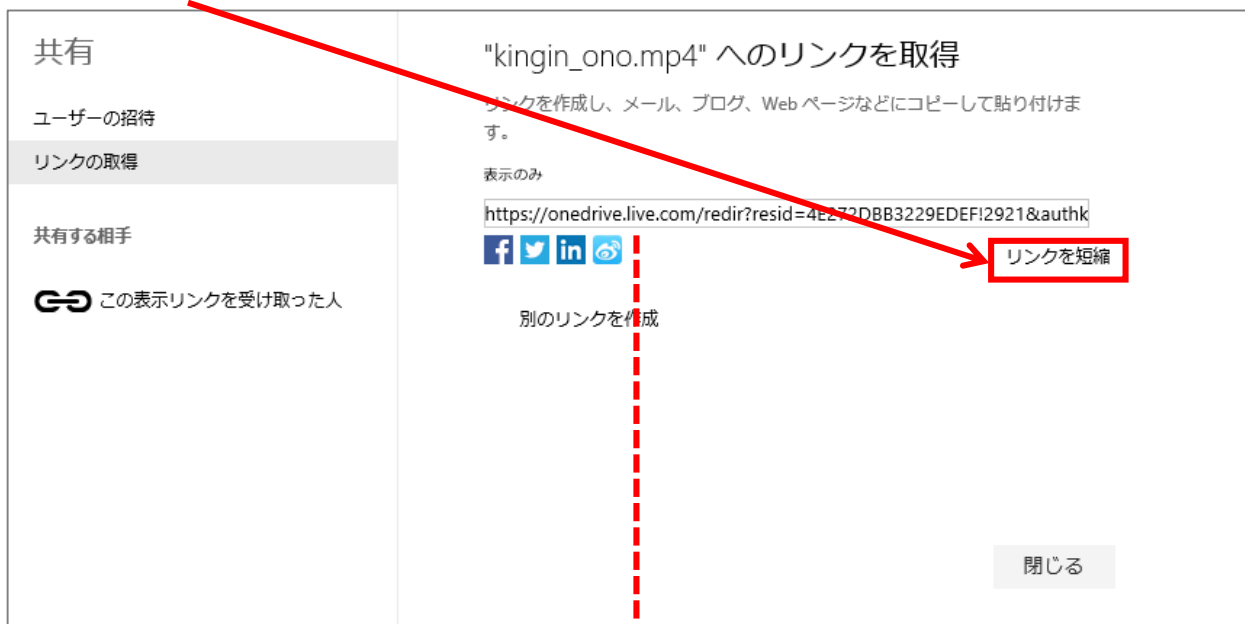 共有
ユーザーの招待
リンクの取得
共有する相手
この表示リンクを受け取った人
"kingin_ono.mp4" へのリンクを取得
リンクを作成し、メール、ブログ、Web ページなどにコピーして貼り付けま
す。
表示のみ
https://onedrive.live.com/redir?resid=4E272DBB3229EDEF!2921&authk
リンクを短縮
別のリンクを作成
閉じる